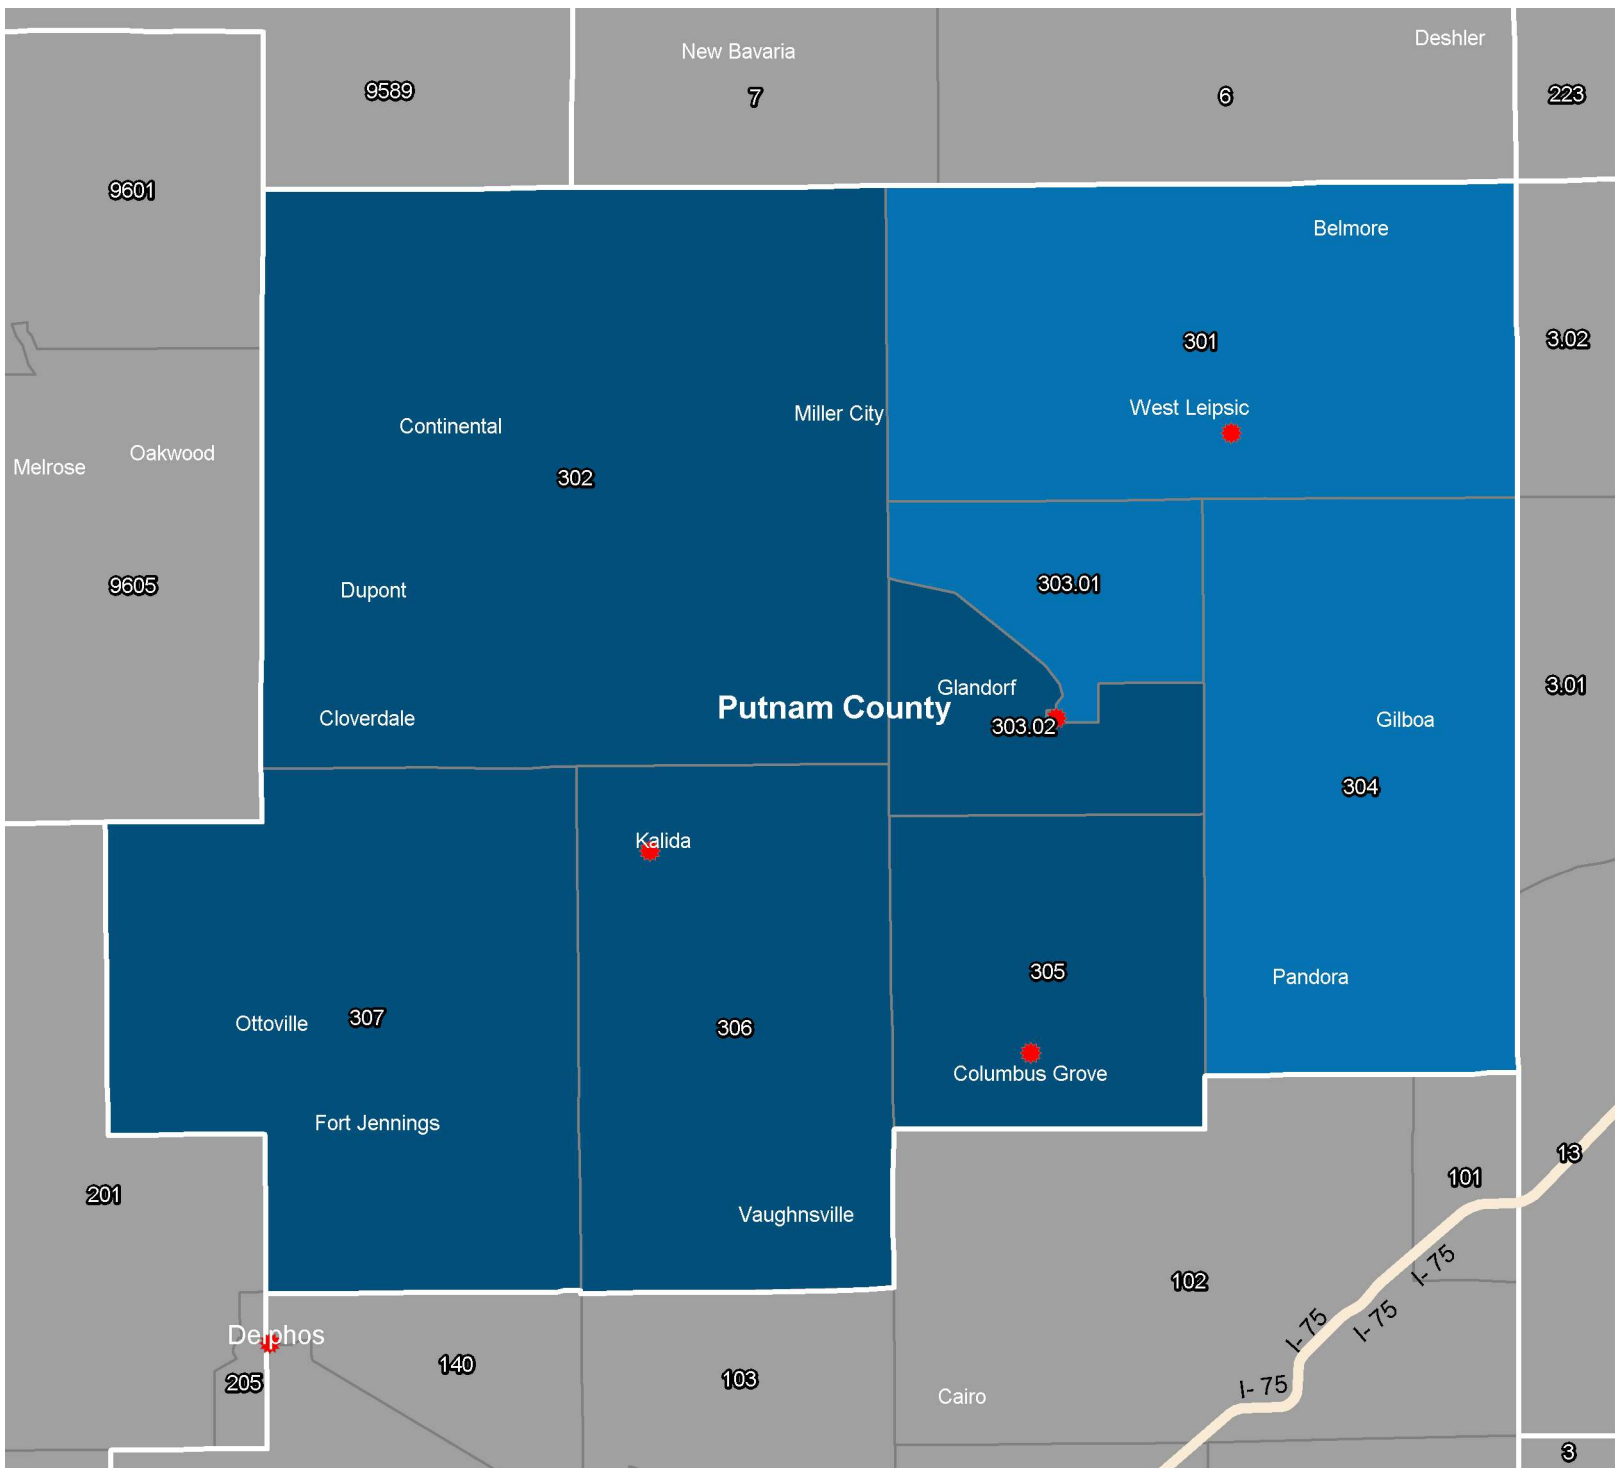 Deshler
New Bavaria
9589
7
6
223
9601
Belmore
301
3.02
West Leipsic
Miller City
Continental
Oakwood
Melrose
302
303.01
9605
Dupont
3.01
Glandorf
Putnam County
Cloverdale
303.02
Gilboa
304
Kalida
305
Pandora
307
Ottoville
306
Columbus Grove
Fort Jennings
13
101
201
Vaughnsville
I- 75
102
I- 75
I- 75
Delphos
140
103
205
I- 75
Cairo
3